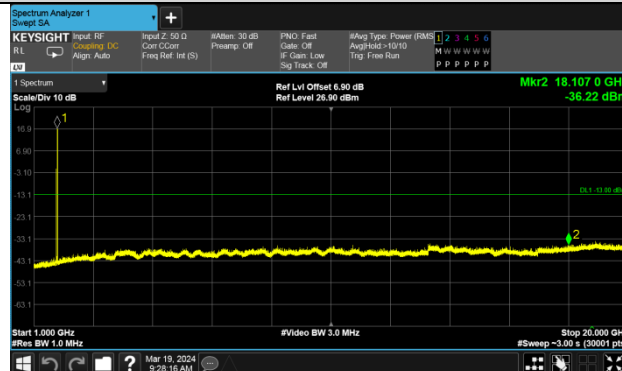 Spectrum Analyzer 1
Swept SA
KEYSIGHT
RL
Input: RF
Coupling: DC
Align: Auto
Input Z: 50 Ω
Corr CCorr
Freq Ref: Int (S)
#Atten: 30 dB
Preamp: Off
PNO: Fast
Gate: Off
IF Gain: Low
Sig Track: Off
#Avg Type: Power (RMS
Avg|Hold:>10/10
Trig: Free Run
1 2 3 4 5 6
M W W W W W
P P P P P P
LXI
1 Spectrum
Scale/Div 10 dB
Ref Lvl Offset 6.90 dB
Ref Level 26.90 dBm
Mkr2 18.107 0 GH
-36.22 dBr
Log
16.9
6.90
-3.10
-13.1
-23.1
-33.1
-43.1
-53.1
-63.1
1
DL1 -13.00 dB
2
Start 1.000 GHz
#Res BW 1.0 MHz
#Video BW 3.0 MHz
Stop 20.000 GH
#Sweep ~3.00 s (30001 pts
?
Mar 19, 2024
9:28:16 AM